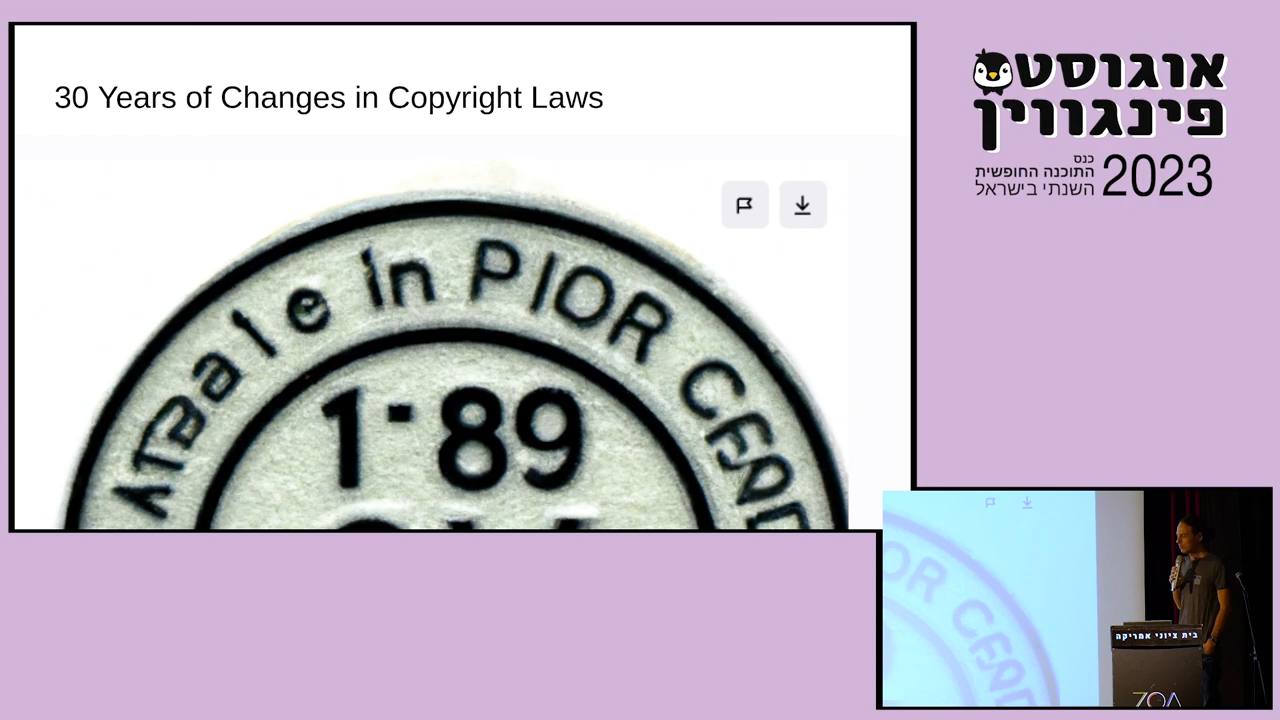 30 Years of Changes in Copyright Laws
in PIOR
1-89
אוגוסט
פינגווין
כנס
התוכנה החופשית
השנתי בישראל
2023
OR
בית ציוני אמריקה
ZOA